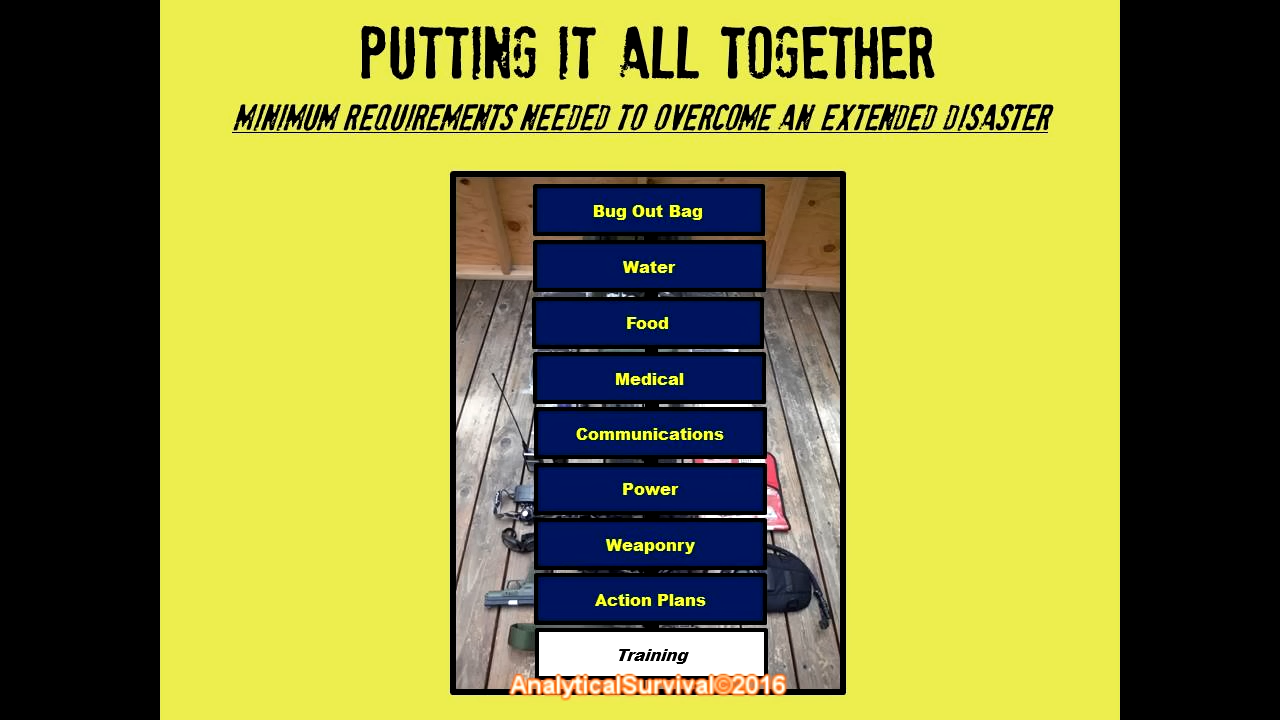 PUTTING IT ALL TOGETHER
MINIMUM REQUIREMENTS NEEDED TO OVERCOME AN EXTENDED DISASTER
Bug Out Bag
Water
Food
Medical
Communications
Power
Weaponry
Action Plans
Training
AnalyticalSurvival©2016